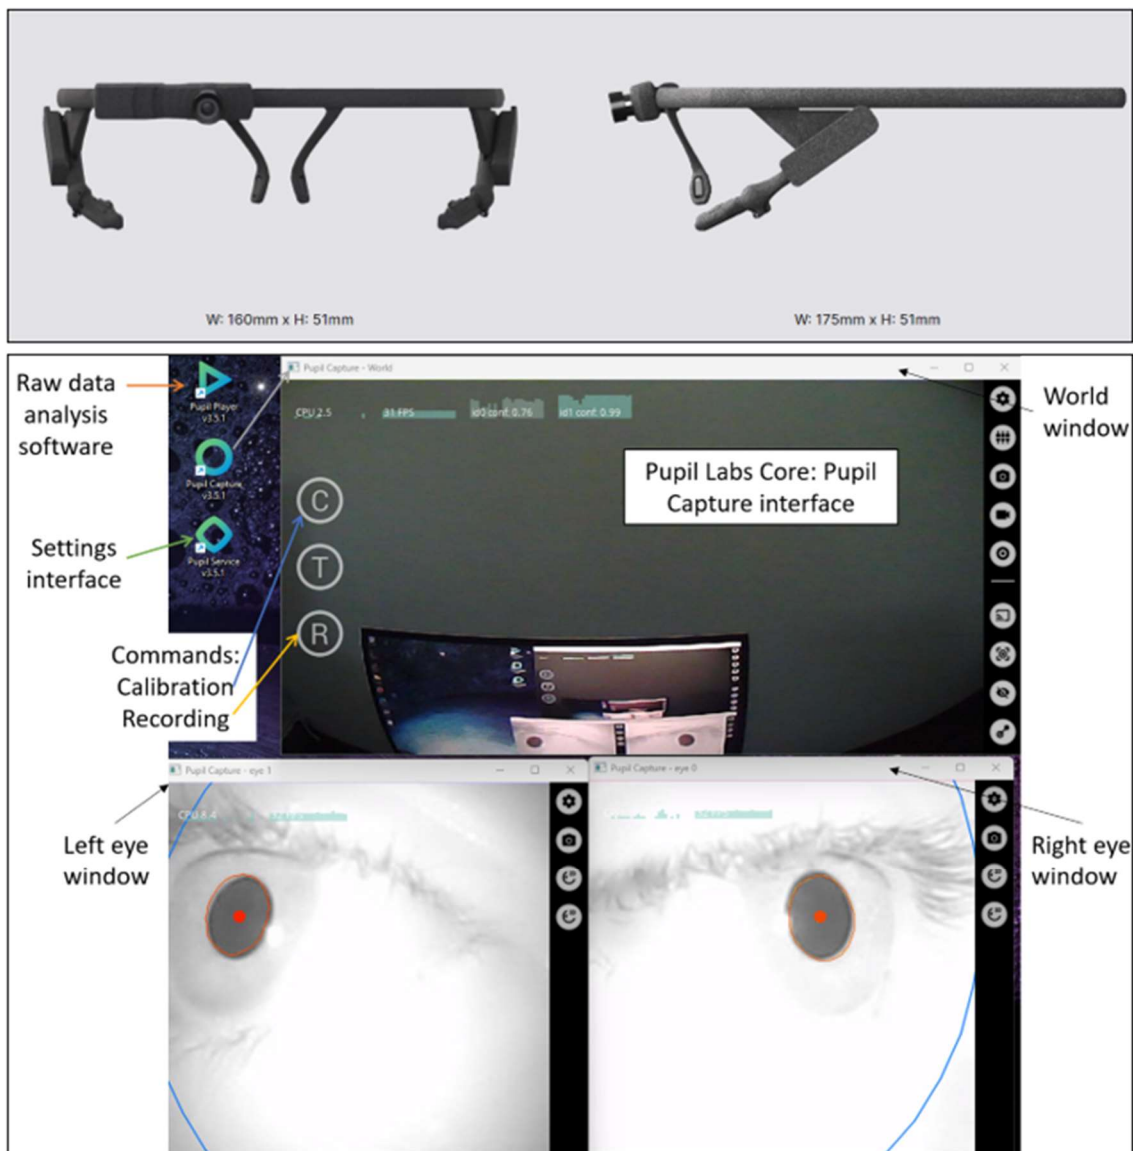 W: 160mm x H: 51mm
W: 175mm x H: 51mm
Raw data
analysis
software
Pupil Player
v3.5.1
Pupil Capture
v3.5.1
Settings
interface
Pupil Service
v3.5.1
Commands:
Calibration
Recording
Pupil Capture - World
CPU 2.5
31 FPS
id0 conf: 0.76
id1 conf: 0.99
C
T
R
Pupil Labs Core: Pupil
Capture interface
World
window
Pupil Capture - eye 1
CPU 8.4
Left eye
window
Pupil Capture - eye 0
Right eye
window